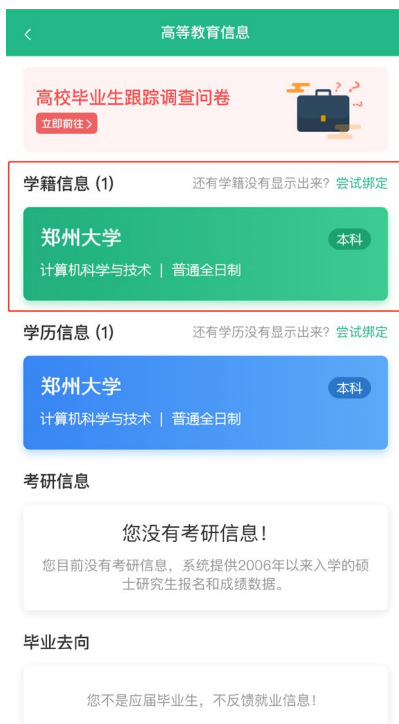 高等教育信息
高校毕业生跟踪调查问卷
立即前往>
学籍信息 (1) 还有学籍没有显示出来? 尝试绑定
郑州大学 本科
计算机科学与技术 | 普通全日制
学历信息 (1) 还有学历没有显示出来? 尝试绑定
郑州大学 本科
计算机科学与技术 | 普通全日制
考研信息
您没有考研信息!
您目前没有考研信息，系统提供2006年以来入学的硕
士研究生报名和成绩数据。
毕业去向
您不是应届毕业生，不反馈就业信息!